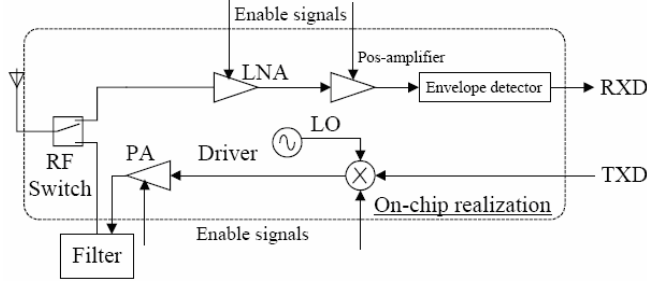 Enable signals
LNA
Pos-amplifier
Envelope detector
RXD
RF
Switch
PA
Driver
LO
TXD
On-chip realization
Enable signals
Filter